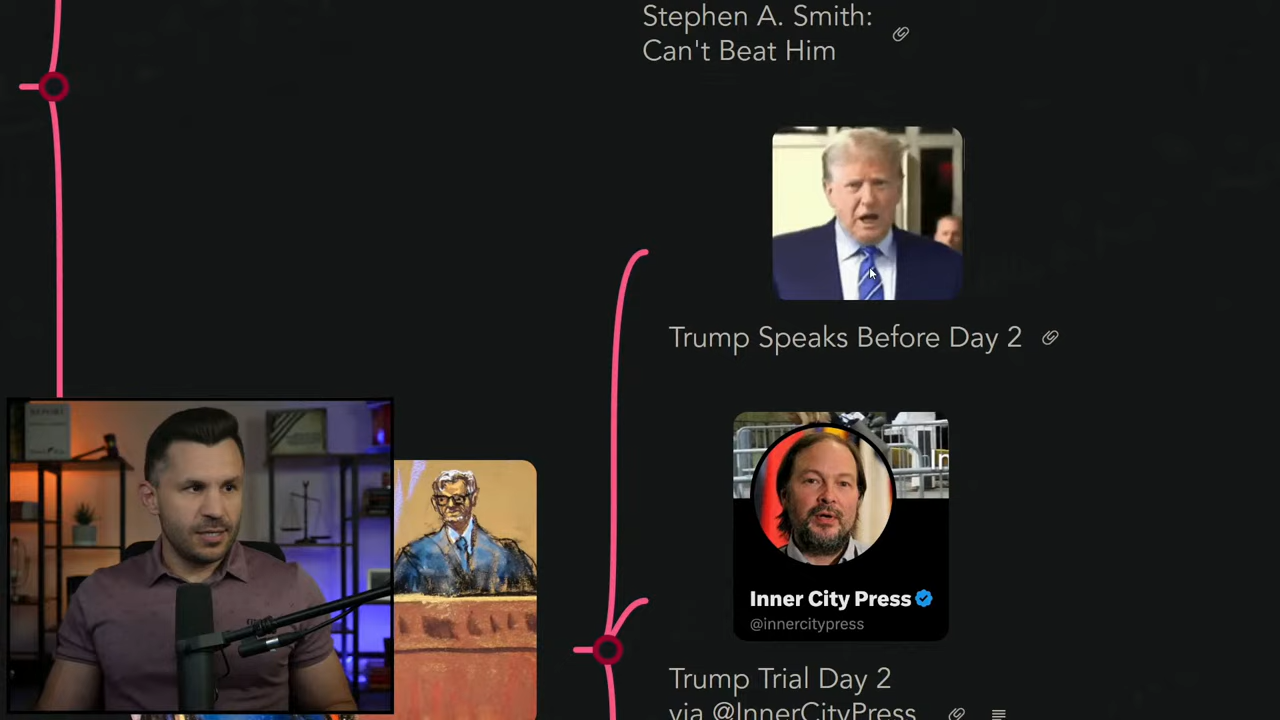 Stephen A. Smith:
Can't Beat Him
Trump Speaks Before Day 2
Inner City Press
@innercitypress
Trump Trial Day 2
via @InnerCityPress